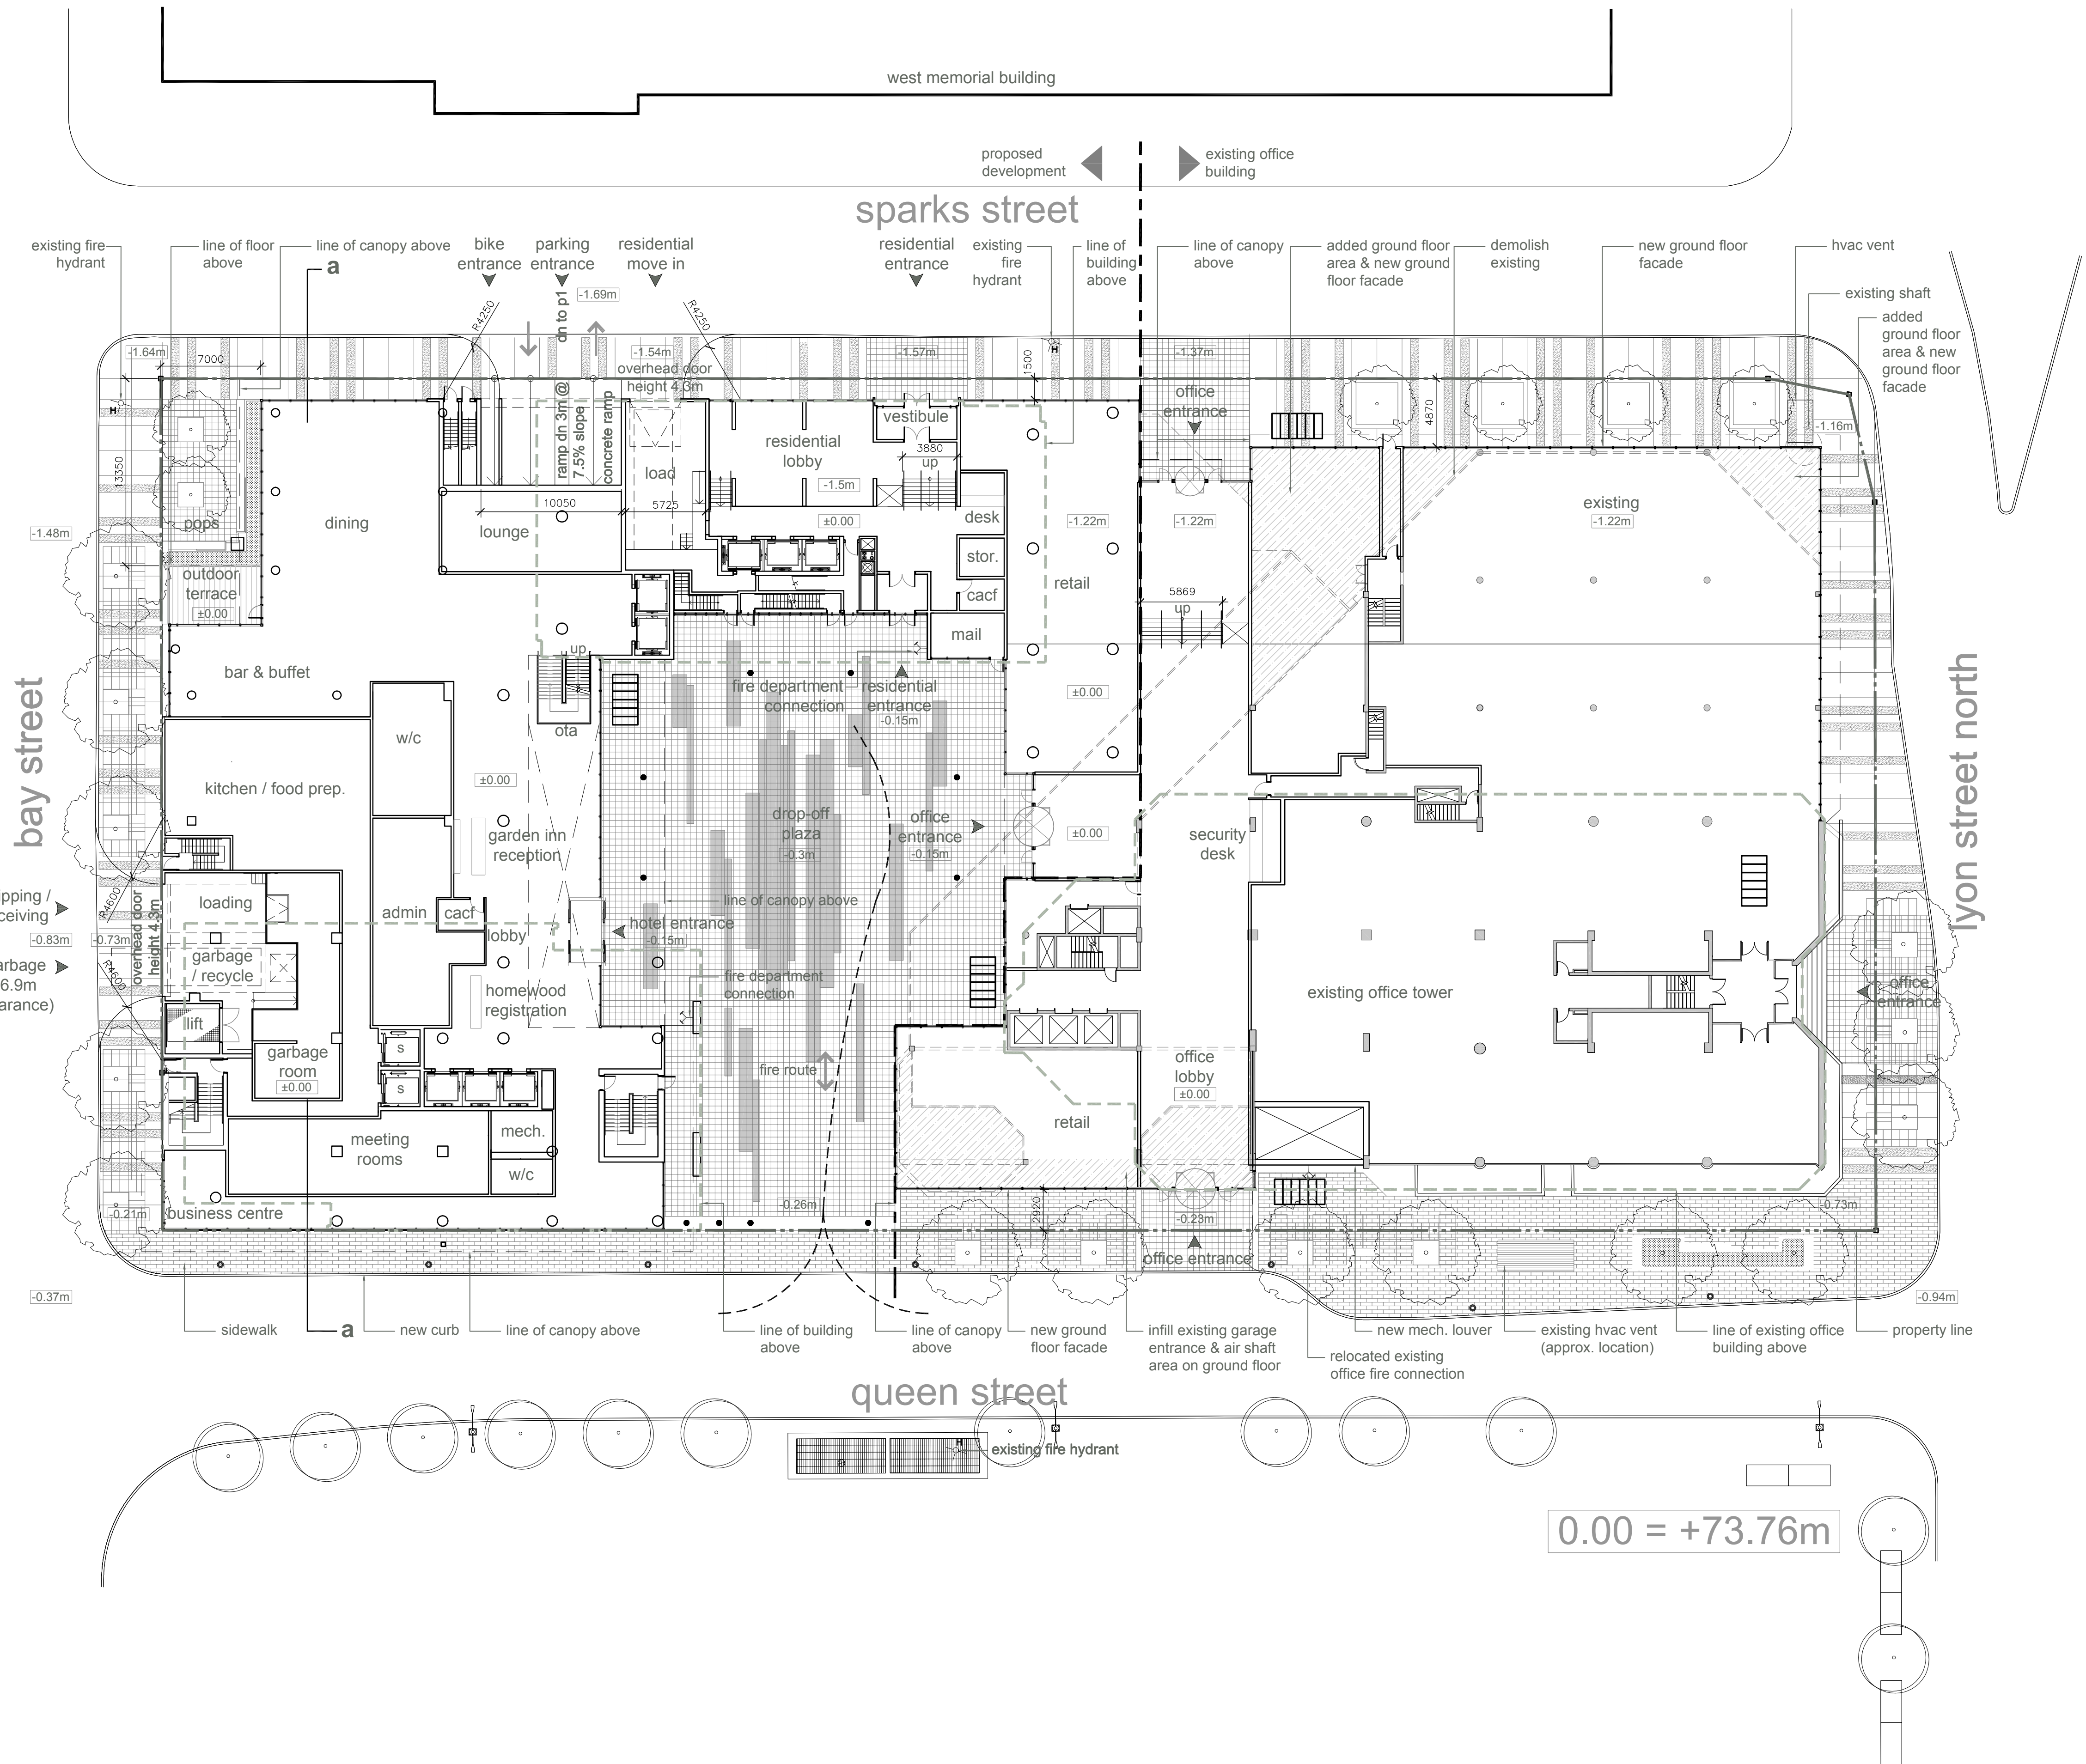 west memorial building
proposed
development
existing office
building
sparks street
existing fire
hydrant
line of floor
above
line of canopy above
a
bike
entrance
parking
entrance
residential
move in
residential
entrance
existing
fire
hydrant
line of
building
above
line of canopy
above
added ground floor
area & new ground
floor facade
demolish
existing
new ground floor
facade
hvac vent
existing shaft
added
ground floor
area & new
ground floor
facade
dn to p1
-1.69m
R4250
R4250
-1.64m
7000
-1.54m
overhead door
height 4.3m
-1.57m
1500
H
-1.37m
office
entrance
4870
-1.16m
H
13350
ramp dn 3m @
7.5% slope
concrete ramp
load
residential
lobby
-1.5m
vestibule
3880
up
10050
5725
lounge
dining
pops
-1.48m
outdoor
terrace
±0.00
±0.00
desk
stor.
cacf
mail
-1.22m
retail
-1.22m
existing
-1.22m
5869
up
bar & buffet
up
ota
fire department
connection
residential
entrance
-0.15m
±0.00
bay street
lyon street north
w/c
kitchen / food prep.
±0.00
garden inn
reception
drop-off
plaza
-0.3m
office
entrance
-0.15m
±0.00
security
desk
pping /
ceiving
-0.83m
-0.73m
arbage
6.9m
arance)
R4600
R4600
overhead door
height 4.3m
loading
admin
cacf
lobby
line of canopy above
hotel entrance
-0.15m
garbage
/ recycle
fire department
connection
homewood
registration
existing office tower
office
entrance
lift
garbage
room
±0.00
S
S
fire route
office
lobby
±0.00
retail
meeting
rooms
mech.
w/c
-0.21m
business centre
-0.26m
2920
-0.23m
office entrance
-0.73m
-0.37m
-0.94m
sidewalk
a
new curb
line of canopy above
line of building
above
line of canopy
above
new ground
floor facade
infill existing garage
entrance & air shaft
area on ground floor
relocated existing
office fire connection
new mech. louver
existing hvac vent
(approx. location)
line of existing office
building above
property line
queen street
H
existing fire hydrant
0.00 = +73.76m